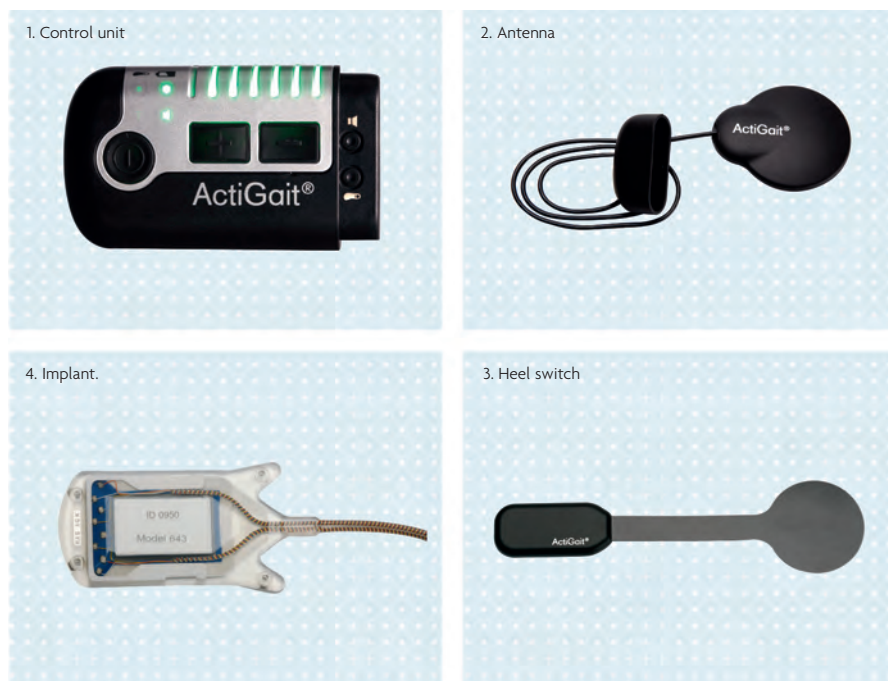 1. Control unit
ActiGait®
2. Antenna
ActiGait®
4. Implant.
ID 0950
Model 643
3. Heel switch
ActiGait®